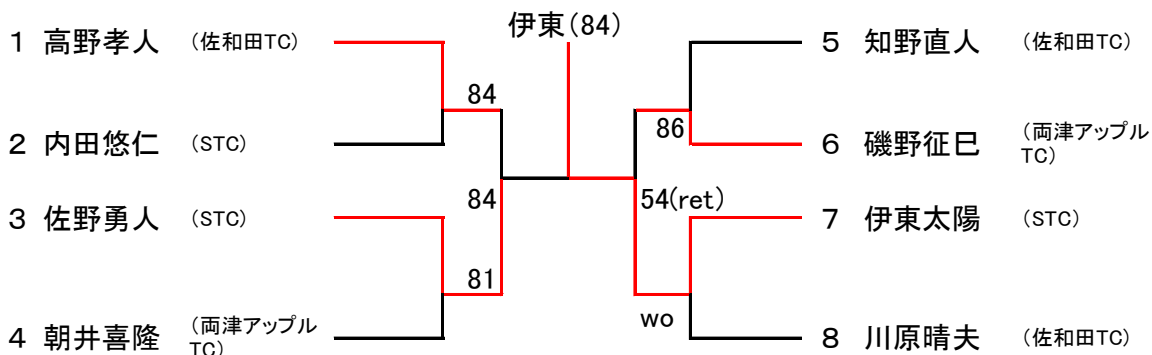 伊東(84)
1 高野孝人 (佐和田TC)
84
2 内田悠仁 (STC)
84
3 佐野勇人 (STC)
81
4 朝井喜隆 (両津アップル
TC)
5 知野直人 (佐和田TC)
86
6 磯野征巳 (両津アップル
TC)
54(ret)
7 伊東太陽 (STC)
wo
8 川原晴夫 (佐和田TC)